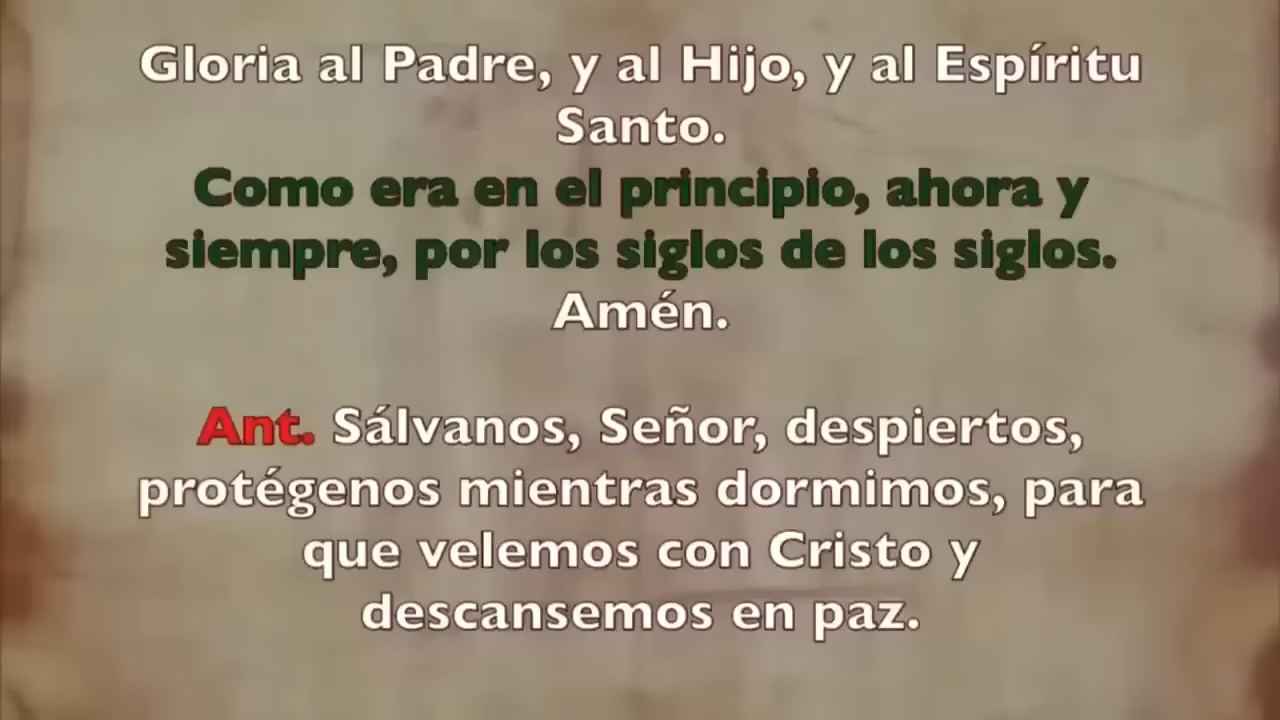 Gloria al Padre, y al Hijo, y al Espíritu
Santo.
Como era en el principio, ahora y
siempre, por los siglos de los siglos.
Amén.
Ant. Sálvanos, Señor, despiertos,
protégenos mientras dormimos, para
que velemos con Cristo y
descansemos en paz.